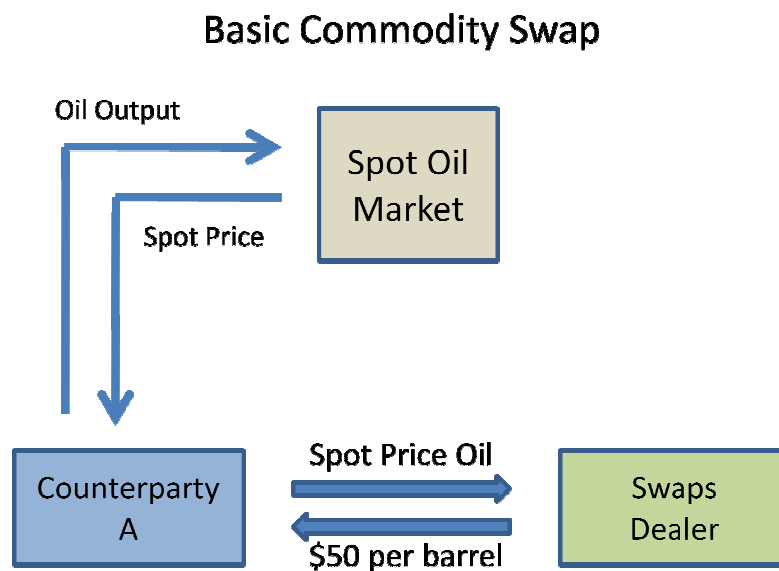 Basic Commodity Swap
Oil Output
Spot Oil
Market
Spot Price
Spot Price Oil
Counterparty
A
Swaps
Dealer
$50 per barrel